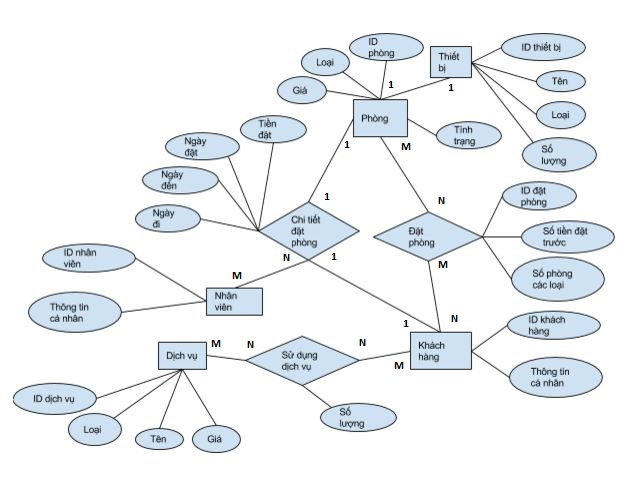 ID
phòng
Thiết
bị
ID thiết bị
Loại
Tên
Giá
1
1
Loại
Phòng
Tình
trạng
Số
lượng
Tiền
đặt
Ngày
đặt
1
M
Ngày
đến
ID đặt
phòng
Ngày
đi
1
N
Chi tiết
đặt
phòng
Đặt
phòng
Số tiền đặt
trước
ID nhân
viên
N
1
M
Số phòng
các loại
M
Nhân
viên
Thông tin
cá nhân
1
N
ID khách
hàng
Dịch vụ
M
N
Sử dụng
dịch vụ
N
M
Khách
hàng
Thông tin
cá nhân
ID dịch vụ
Loại
Tên
Giá
Số
lượng